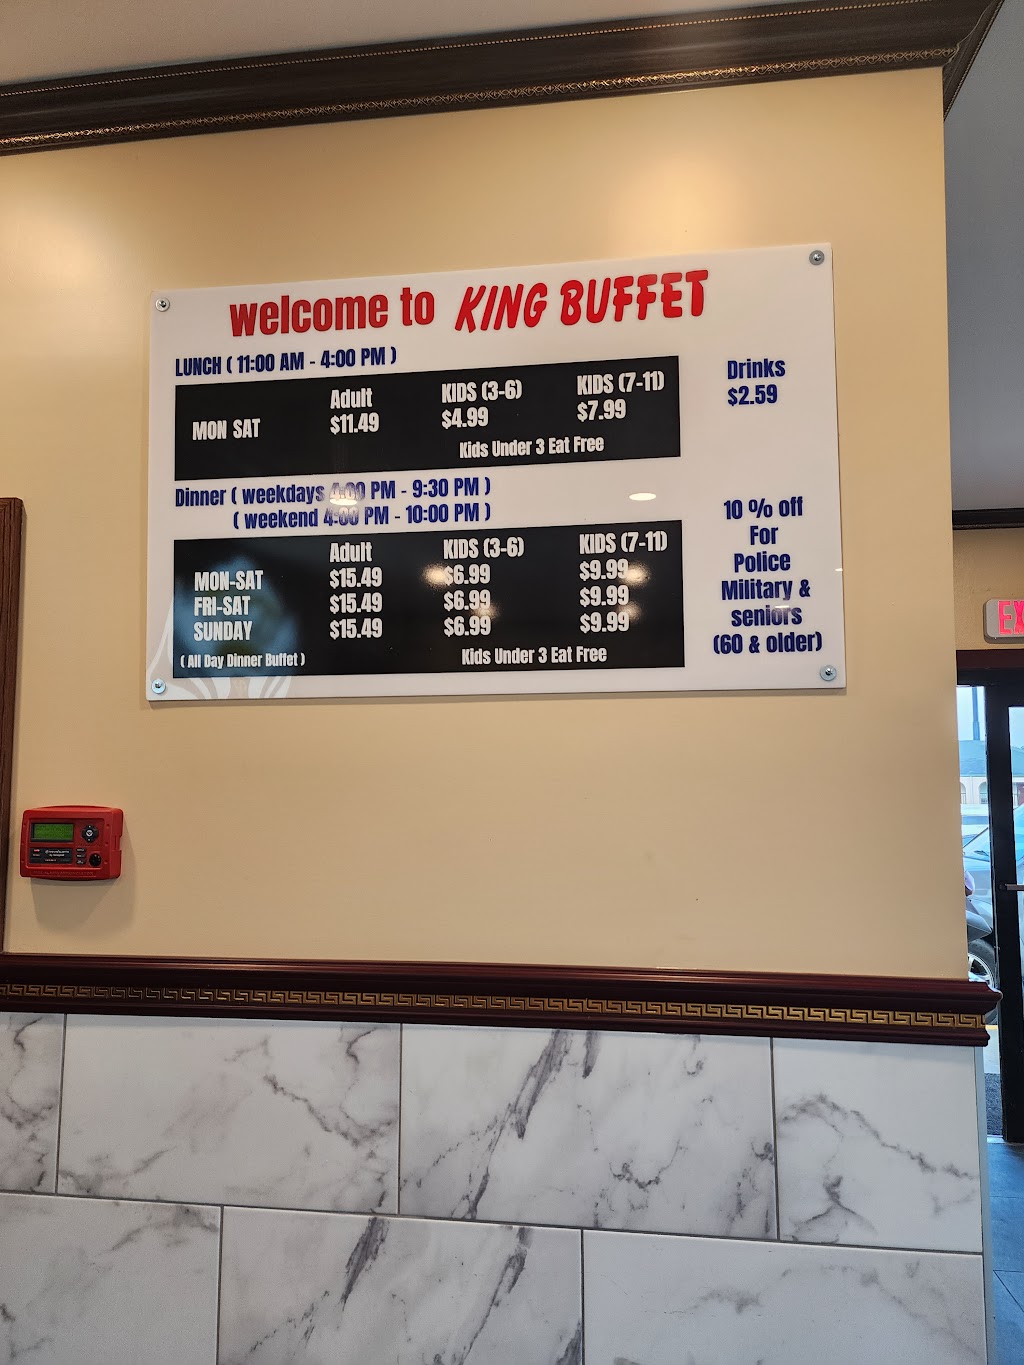 welcome to KING BUFFET
LUNCH ( 11:00 AM - 4:00 PM )
Adult KIDS (3-6) KIDS (7-11)
MON SAT $11.49 $4.99 $7.99
Kids Under 3 Eat Free
Drinks
$2.59
Dinner ( weekdays 4:00 PM - 9:30 PM )
( weekend 4:00 PM - 10:00 PM )
Adult KIDS (3-6) KIDS (7-11)
MON-SAT $15.49 $6.99 $9.99
FRI-SAT $15.49 $6.99 $9.99
SUNDAY $15.49 $6.99 $9.99
( All Day Dinner Buffet ) Kids Under 3 Eat Free
10 % off
For
Police
Military &
seniors
(60 & older)
EX